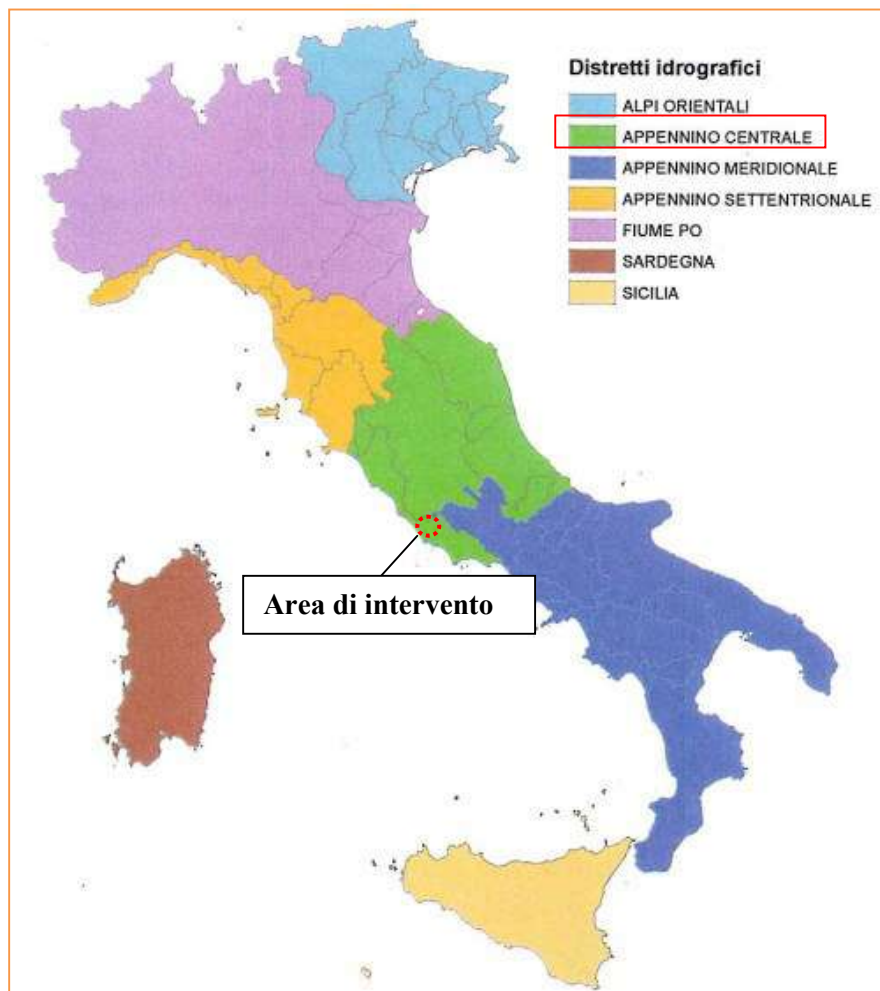 Distretti idrografici
ALPI ORIENTALI
APPENNINO CENTRALE
APPENNINO MERIDIONALE
APPENNINO SETTENTRIONALE
FIUME PO
SARDEGNA
SICILIA
Area di intervento